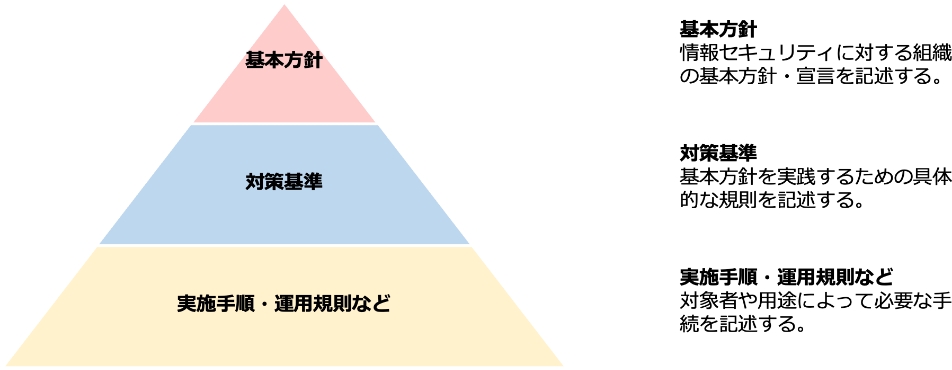 基本方針
対策基準
実施手順・運用規則など
基本方針
情報セキュリティに対する組織
の基本方針・宣言を記述する。
対策基準
基本方針を実践するための具体
的な規則を記述する。
実施手順・運用規則など
対象者や用途によって必要な手
続を記述する。